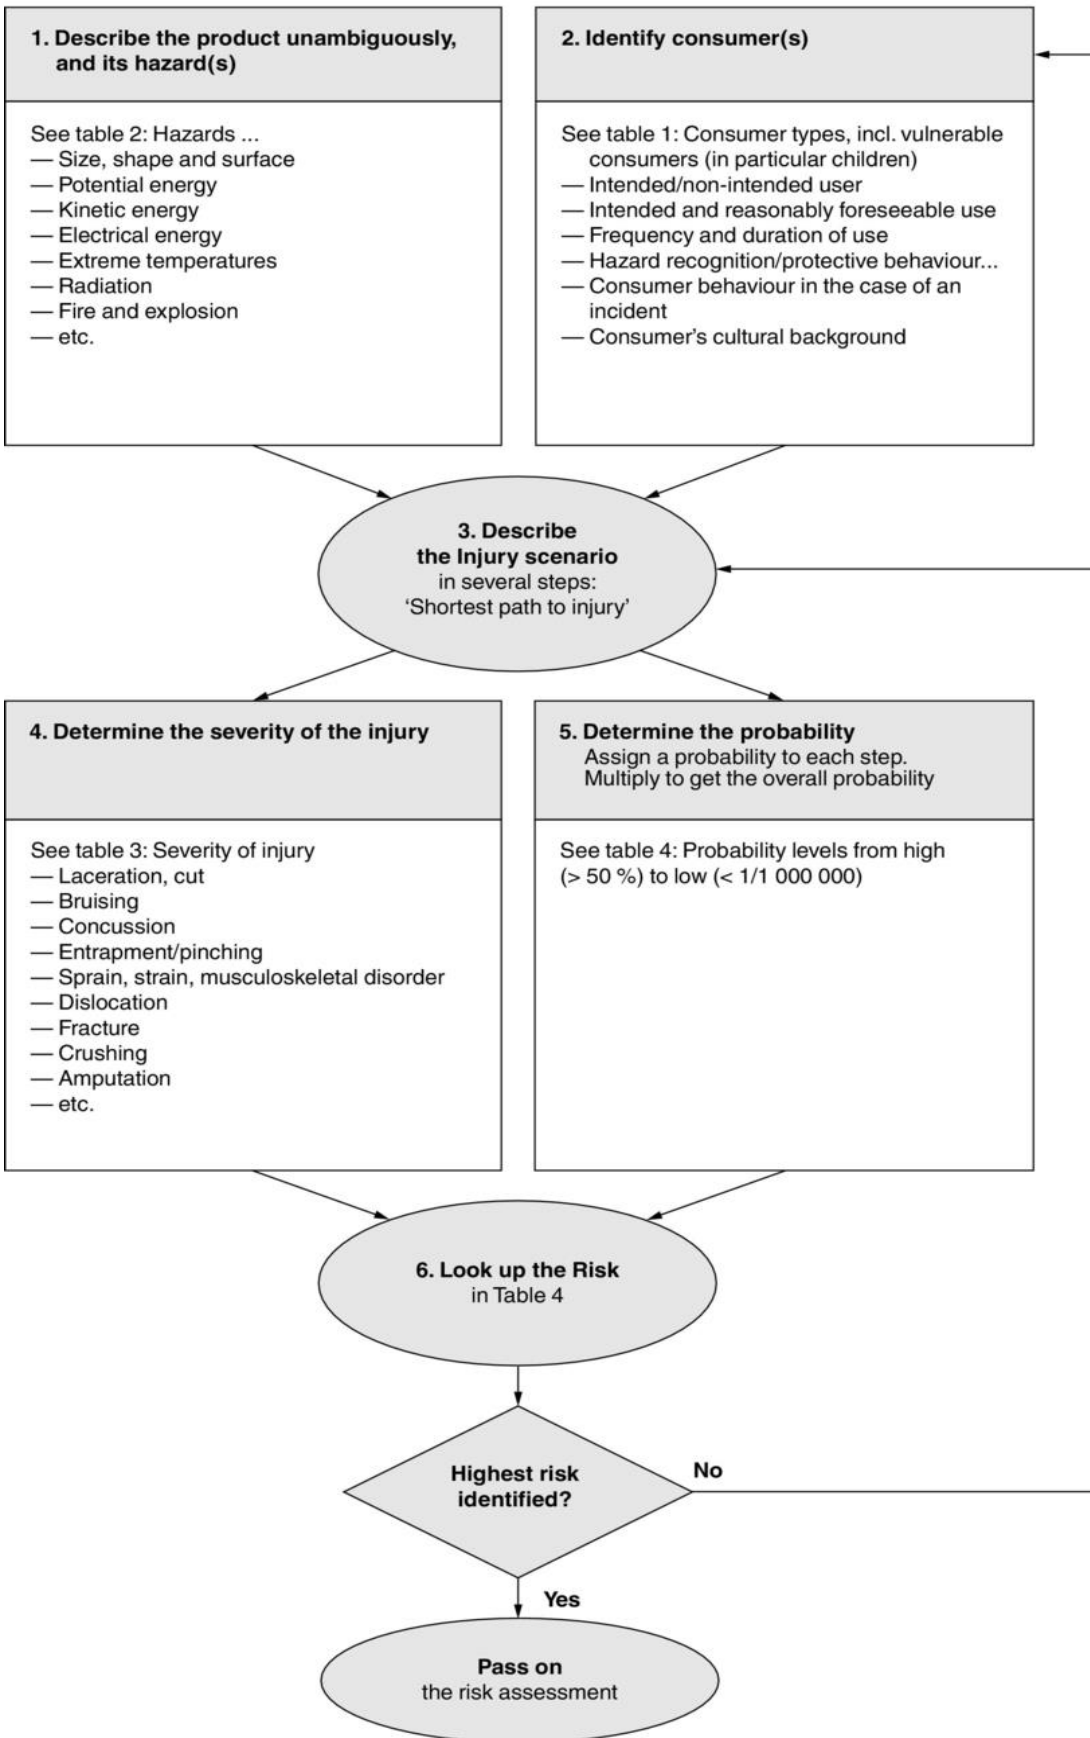 1. Describe the product unambiguously,
and its hazard(s)
See table 2: Hazards ...
— Size, shape and surface
— Potential energy
— Kinetic energy
— Electrical energy
— Extreme temperatures
— Radiation
— Fire and explosion
— etc.
2. Identify consumer(s)
See table 1: Consumer types, incl. vulnerable
consumers (in particular children)
— Intended/non-intended user
— Intended and reasonably foreseeable use
— Frequency and duration of use
— Hazard recognition/protective behaviour...
— Consumer behaviour in the case of an
incident
— Consumer's cultural background
3. Describe
the Injury scenario
in several steps:
‘Shortest path to injury’
4. Determine the severity of the injury
See table 3: Severity of injury
— Laceration, cut
— Bruising
— Concussion
— Entrapment/pinching
— Sprain, strain, musculoskeletal disorder
— Dislocation
— Fracture
— Crushing
— Amputation
— etc.
5. Determine the probability
Assign a probability to each step.
Multiply to get the overall probability
See table 4: Probability levels from high
(> 50 %) to low (< 1/1 000 000)
6. Look up the Risk
in Table 4
Highest risk
identified?
No
Yes
Pass on
the risk assessment